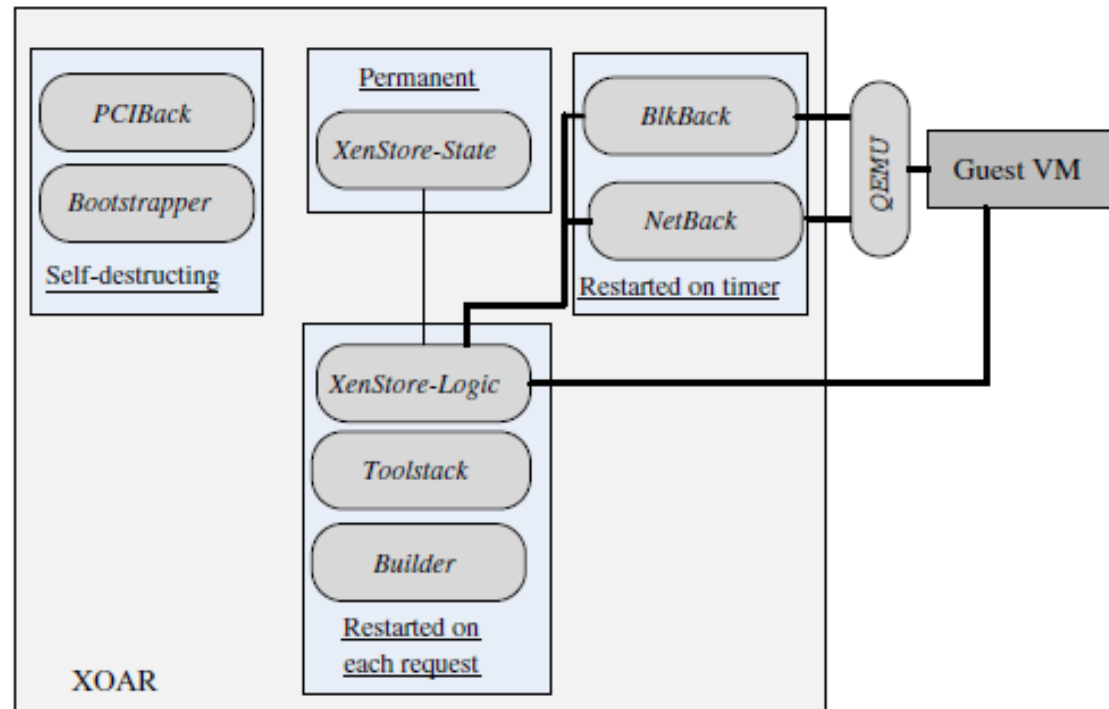 PCIBack
Bootstrapper
Self-destructing
Permanent
XenStore-State
BlkBack
NetBack
Restarted on timer
QEMU
Guest VM
XenStore-Logic
Toolstack
Builder
Restarted on
each request
XOAR